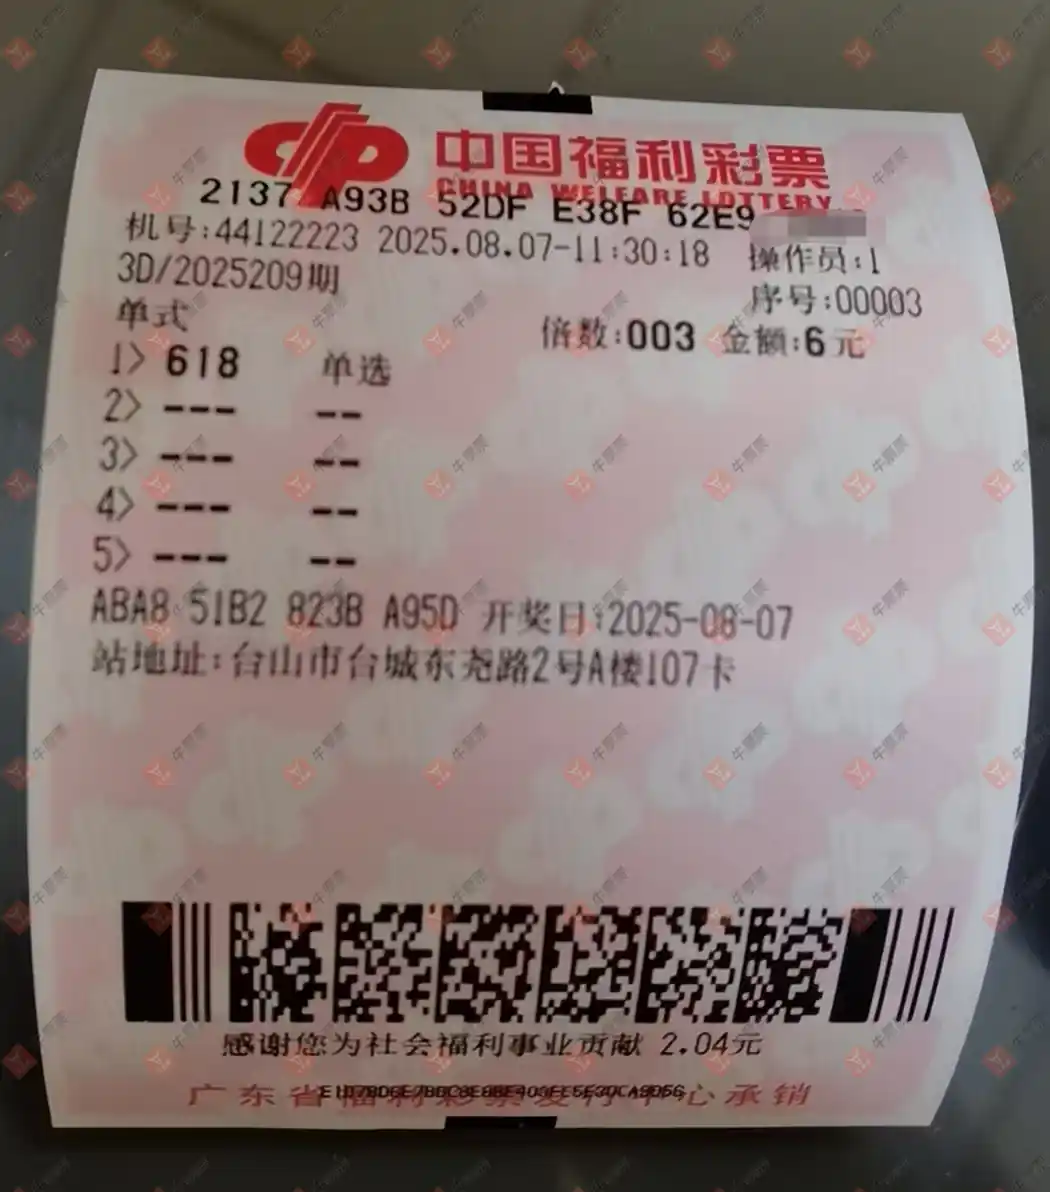 中国福利彩票
CHINA WELFARE LOTTERY
2137 A93B 52DF E38F 62E9
机号:44122223 2025.08.07-11:30:18 操作员:1
3D/2025209期 序号:00003
单式 倍数:003 金额:6元
1> 618 单选
2> --- --
3> --- --
4> --- --
5> --- --
ABA8 51B2 823B A95D 开奖日:2025-08-07
站地址:台山市台城东尧路2号A楼107卡
感谢您为社会福利事业贡献 2.04元
广东省福利彩票发行中心承销